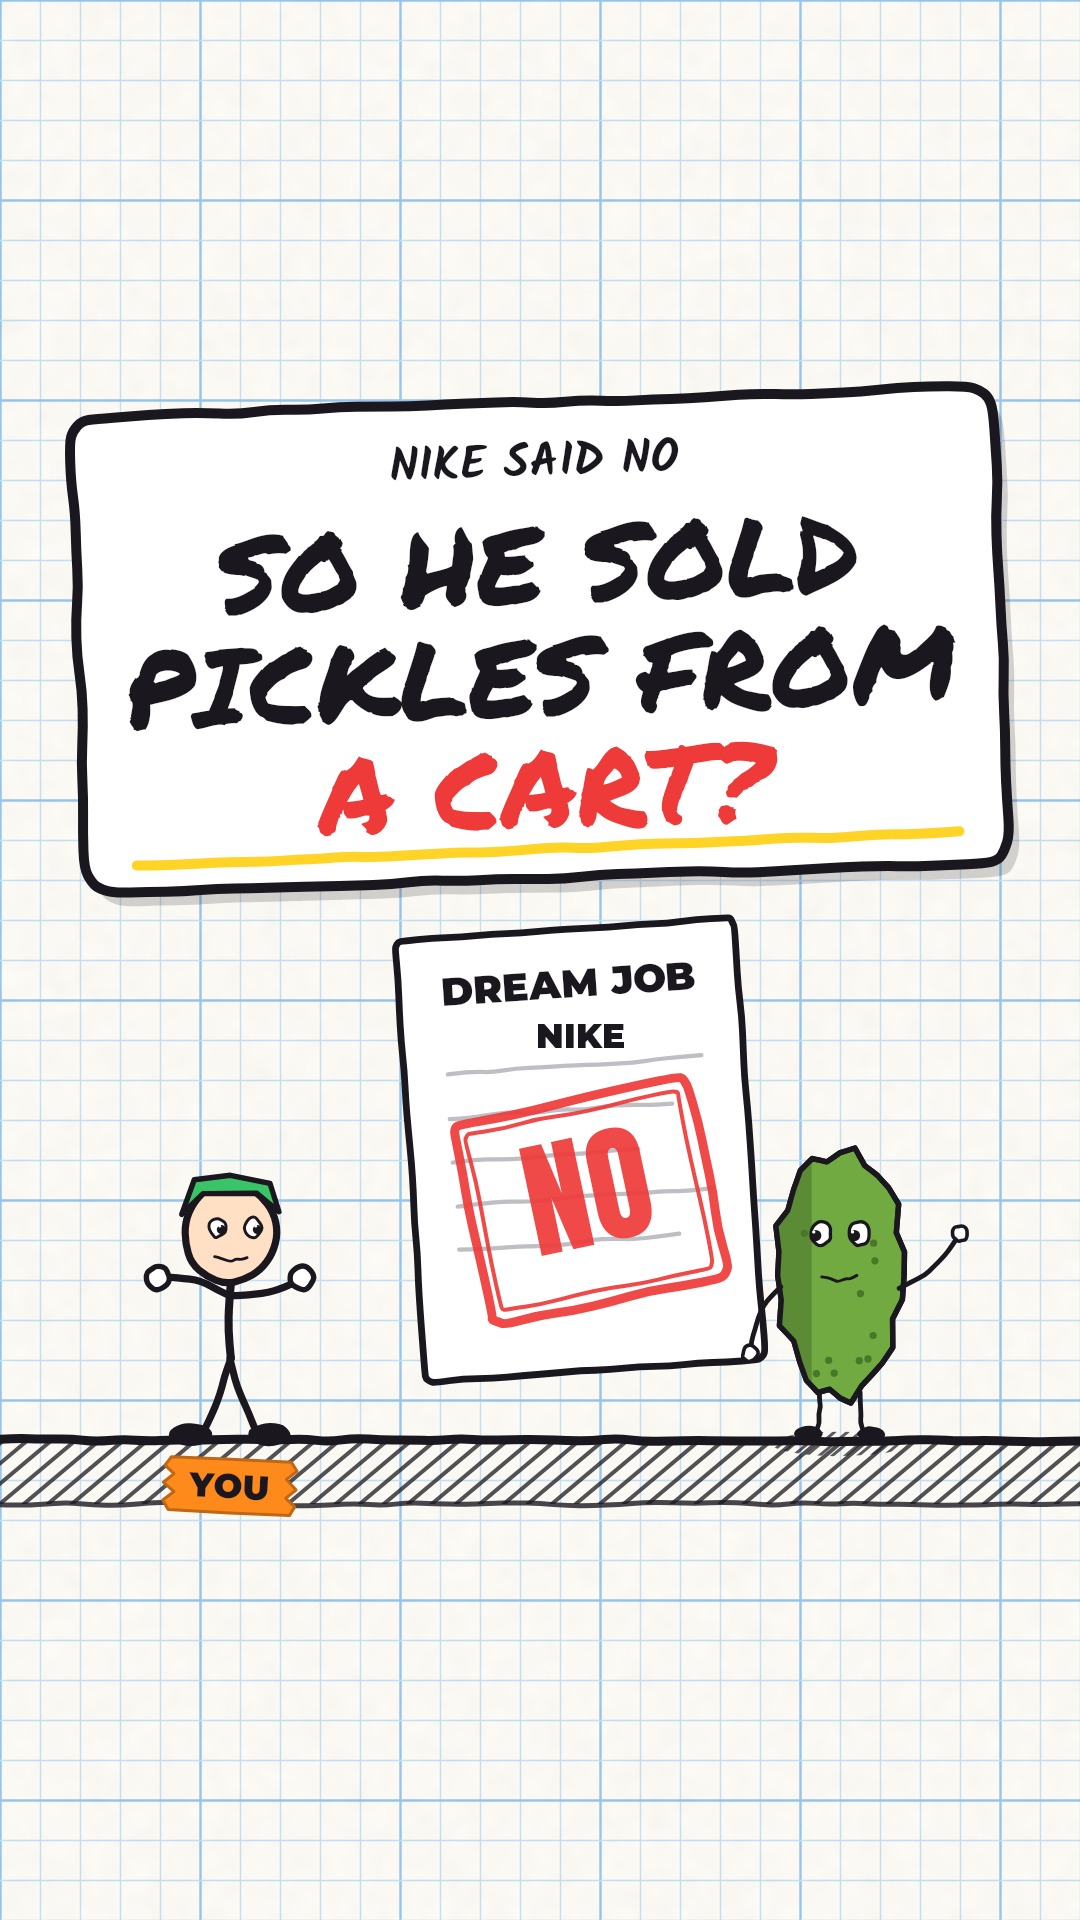 NIKE SAID NO
SO HE SOLD
PICKLES FROM
A CART?
DREAM JOB
NIKE
NO
YOU